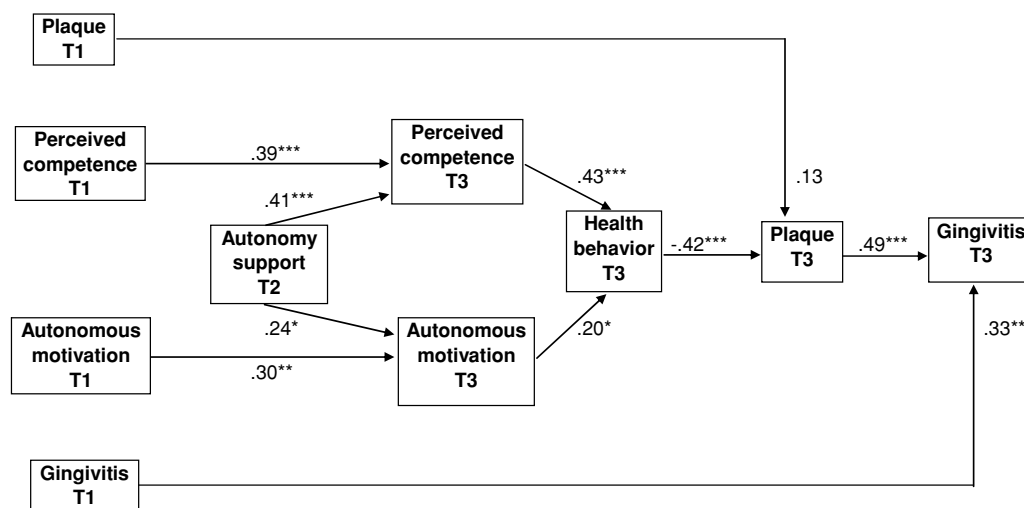 Plaque
T1
Perceived
competence
T1
.39***
Perceived
competence
T3
.41***
.43***
.13
Autonomy
support
T2
Health
behavior
T3
-.42***
Plaque
T3
.49***
Gingivitis
T3
.24*
.20*
.33**
Autonomous
motivation
T1
.30**
Autonomous
motivation
T3
Gingivitis
T1